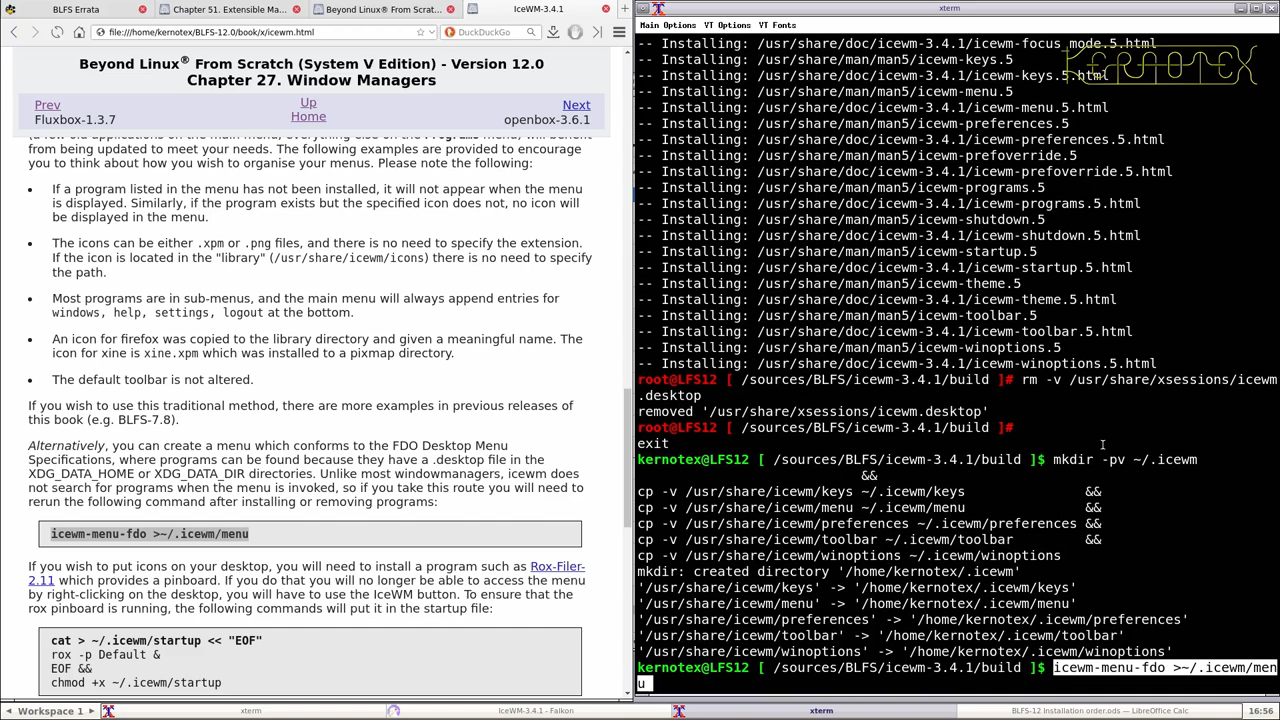 BLFS Errata
Chapter 51. Extensible Ma...
Beyond Linux® From Scrat...
IceWM-3.4.1
file:///home/kernotex/BLFS-12.0/book/x/icewm.html
DuckDuckGo
Beyond Linux® From Scratch (System V Edition) - Version 12.0
Chapter 27. Window Managers
Prev
Up
Next
Fluxbox-1.3.7
Home
openbox-3.6.1
from being updated to meet your needs. The following examples are provided to encourage
you to think about how you wish to organise your menus. Please note the following:
• If a program listed in the menu has not been installed, it will not appear when the menu
is displayed. Similarly, if the program exists but the specified icon does not, no icon will
be displayed in the menu.
• The icons can be either .xpm or .png files, and there is no need to specify the extension.
If the icon is located in the "library" (/usr/share/icewm/icons) there is no need to specify
the path.
• Most programs are in sub-menus, and the main menu will always append entries for
windows, help, settings, logout at the bottom.
• An icon for firefox was copied to the library directory and given a meaningful name. The
icon for xine is xine.xpm which was installed to a pixmap directory.
• The default toolbar is not altered.
If you wish to use this traditional method, there are more examples in previous releases of
this book (e.g. BLFS-7.8).
Alternatively, you can create a menu which conforms to the FDO Desktop Menu
Specifications, where programs can be found because they have a .desktop file in the
XDG_DATA_HOME or XDG_DATA_DIR directories. Unlike most windowmanagers, icewm does
not search for programs when the menu is invoked, so if you take this route you will need to
rerun the following command after installing or removing programs:
icewm-menu-fdo >~/.icewm/menu
If you wish to put icons on your desktop, you will need to install a program such as Rox-Filer-
2.11 which provides a pinboard. If you do that you will no longer be able to access the menu
by right-clicking on the desktop, you will have to use the IceWM button. To ensure that the
rox pinboard is running, the following commands will put it in the startup file:
cat > ~/.icewm/startup << "EOF"
rox -p Default &
EOF &&
chmod +x ~/.icewm/startup
xterm
Main Options VT Options VT Fonts
KERNOTEX
-- Installing: /usr/share/doc/icewm-3.4.1/icewm-focus_mode.5.html
-- Installing: /usr/share/man/man5/icewm-keys.5
-- Installing: /usr/share/doc/icewm-3.4.1/icewm-keys.5.html
-- Installing: /usr/share/man/man5/icewm-menu.5
-- Installing: /usr/share/doc/icewm-3.4.1/icewm-menu.5.html
-- Installing: /usr/share/man/man5/icewm-preferences.5
-- Installing: /usr/share/doc/icewm-3.4.1/icewm-preferences.5.html
-- Installing: /usr/share/man/man5/icewm-prefoverride.5
-- Installing: /usr/share/doc/icewm-3.4.1/icewm-prefoverride.5.html
-- Installing: /usr/share/man/man5/icewm-programs.5
-- Installing: /usr/share/doc/icewm-3.4.1/icewm-programs.5.html
-- Installing: /usr/share/man/man5/icewm-shutdown.5
-- Installing: /usr/share/doc/icewm-3.4.1/icewm-shutdown.5.html
-- Installing: /usr/share/man/man5/icewm-startup.5
-- Installing: /usr/share/doc/icewm-3.4.1/icewm-startup.5.html
-- Installing: /usr/share/man/man5/icewm-theme.5
-- Installing: /usr/share/doc/icewm-3.4.1/icewm-theme.5.html
-- Installing: /usr/share/man/man5/icewm-toolbar.5
-- Installing: /usr/share/doc/icewm-3.4.1/icewm-toolbar.5.html
-- Installing: /usr/share/man/man5/icewm-winoptions.5
-- Installing: /usr/share/doc/icewm-3.4.1/icewm-winoptions.5.html
root@LFS12 [ /sources/BLFS/icewm-3.4.1/build ]# rm -v /usr/share/xsessions/icewm
.desktop
removed '/usr/share/xsessions/icewm.desktop'
root@LFS12 [ /sources/BLFS/icewm-3.4.1/build ]#
exit
kernotex@LFS12 [ /sources/BLFS/icewm-3.4.1/build ]$ mkdir -pv ~/.icewm
&&
cp -v /usr/share/icewm/keys ~/.icewm/keys &&
cp -v /usr/share/icewm/menu ~/.icewm/menu &&
cp -v /usr/share/icewm/preferences ~/.icewm/preferences &&
cp -v /usr/share/icewm/toolbar ~/.icewm/toolbar &&
cp -v /usr/share/icewm/winoptions ~/.icewm/winoptions
mkdir: created directory '/home/kernotex/.icewm'
'/usr/share/icewm/keys' -> '/home/kernotex/.icewm/keys'
'/usr/share/icewm/menu' -> '/home/kernotex/.icewm/menu'
'/usr/share/icewm/preferences' -> '/home/kernotex/.icewm/preferences'
'/usr/share/icewm/toolbar' -> '/home/kernotex/.icewm/toolbar'
'/usr/share/icewm/winoptions' -> '/home/kernotex/.icewm/winoptions'
kernotex@LFS12 [ /sources/BLFS/icewm-3.4.1/build ]$ icewm-menu-fdo >~/.icewm/men
u
Workspace 1
xterm
IceWM-3.4.1 - Falkon
xterm
BLFS-12 Installation order.ods — LibreOffice Calc
16:56